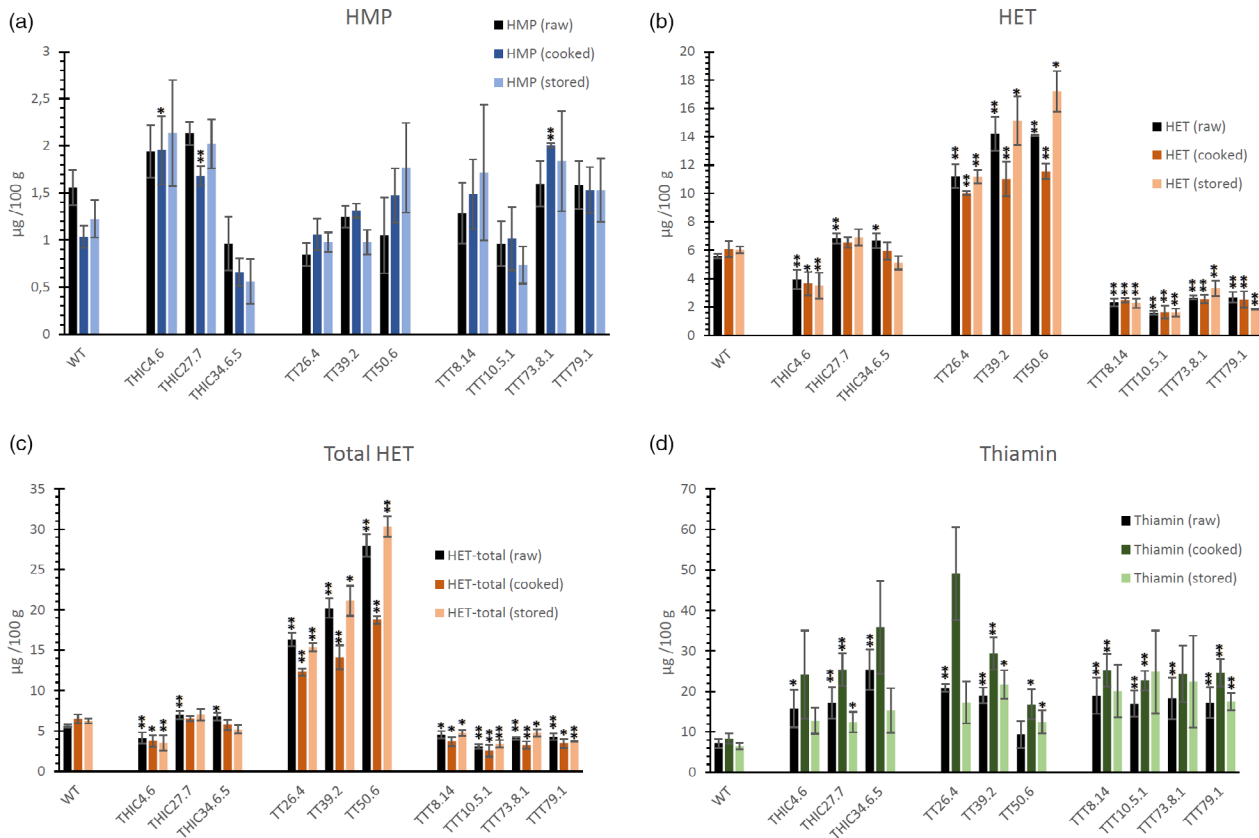 (a)
HMP
HMP (raw)
HMP (cooked)
HMP (stored)
3
2,5
2
1,5
1
0,5
0
µg /100 g
* ** **
WT
THIC4.6
THIC27.7
THIC34.6.5
TT26.4
TT39.2
TT50.6
TTT8.14
TTT10.5.1
TTT73.8.1
TTT79.1
(b)
HET
HET (raw)
HET (cooked)
HET (stored)
20
18
16
14
12
10
8
6
4
2
0
µg /100 g
** * ** ** * ** ** ** ** ** * ** ** * ** ** ** ** ** ** ** ** ** ** ** **
WT
THIC4.6
THIC27.7
THIC34.6.5
TT26.4
TT39.2
TT50.6
TTT8.14
TTT10.5.1
TTT73.8.1
TTT79.1
(c)
Total HET
HET-total (raw)
HET-total (cooked)
HET-total (stored)
35
30
25
20
15
10
5
0
µg /100 g
WT
THIC4.6
THIC27.7
THIC34.6.5
TT26.4
TT39.2
TT50.6
TTT8.14
TTT10.5.1
TTT73.8.1
TTT79.1
(d)
Thiamin
Thiamin (raw)
Thiamin (cooked)
Thiamin (stored)
70
60
50
40
30
20
10
0
µg /100 g
WT
THIC4.6
THIC27.7
THIC34.6.5
TT26.4
TT39.2
TT50.6
TTT8.14
TTT10.5.1
TTT73.8.1
TTT79.1